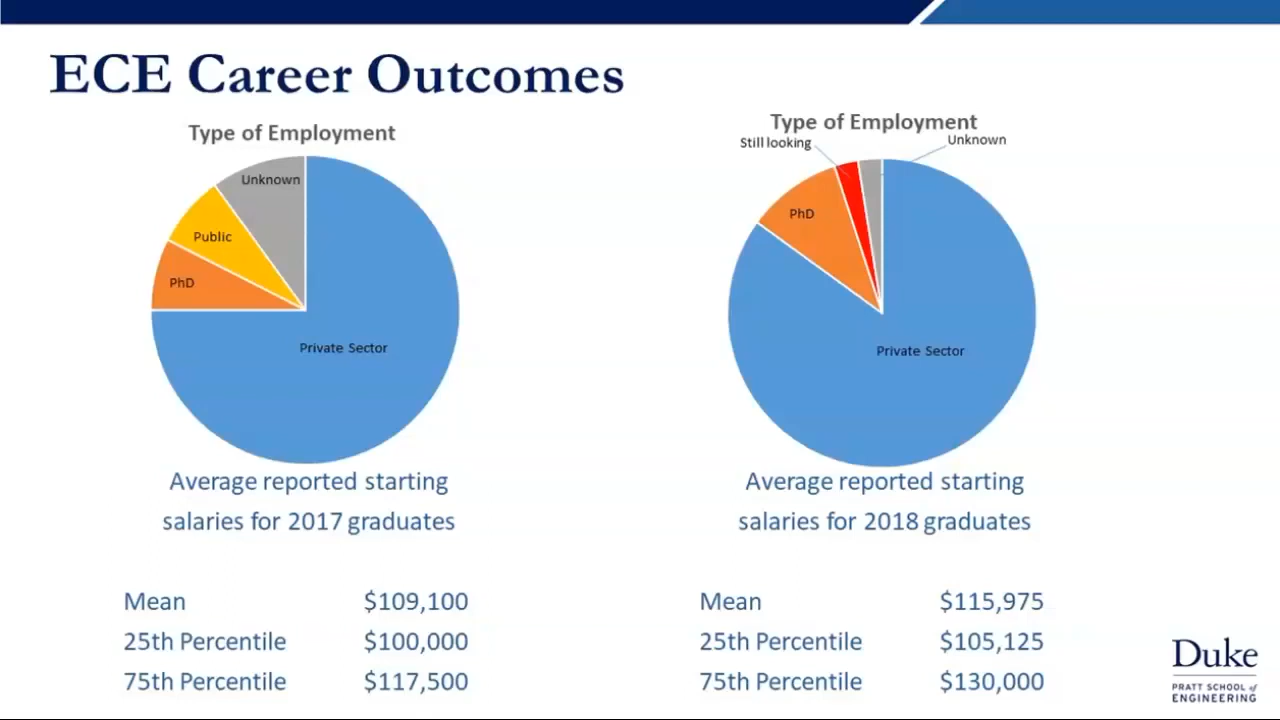 ECE Career Outcomes
Type of Employment
Unknown
Public
PhD
Private Sector
Average reported starting
salaries for 2017 graduates
Mean $109,100
25th Percentile $100,000
75th Percentile $117,500
Type of Employment
Still looking
Unknown
PhD
Private Sector
Average reported starting
salaries for 2018 graduates
Mean $115,975
25th Percentile $105,125
75th Percentile $130,000
Duke
PRATT SCHOOL of
ENGINEERING